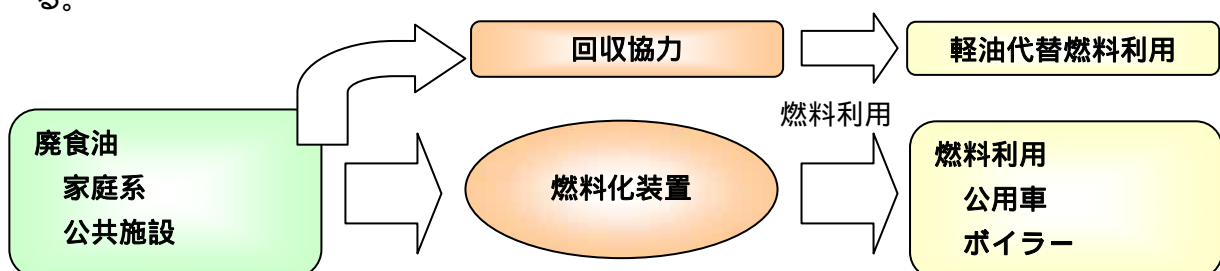 る。
回収協力
軽油代替燃料利用
燃料利用
廃食油
家庭系
公共施設
燃料化装置
燃料利用
公用車
ボイラー